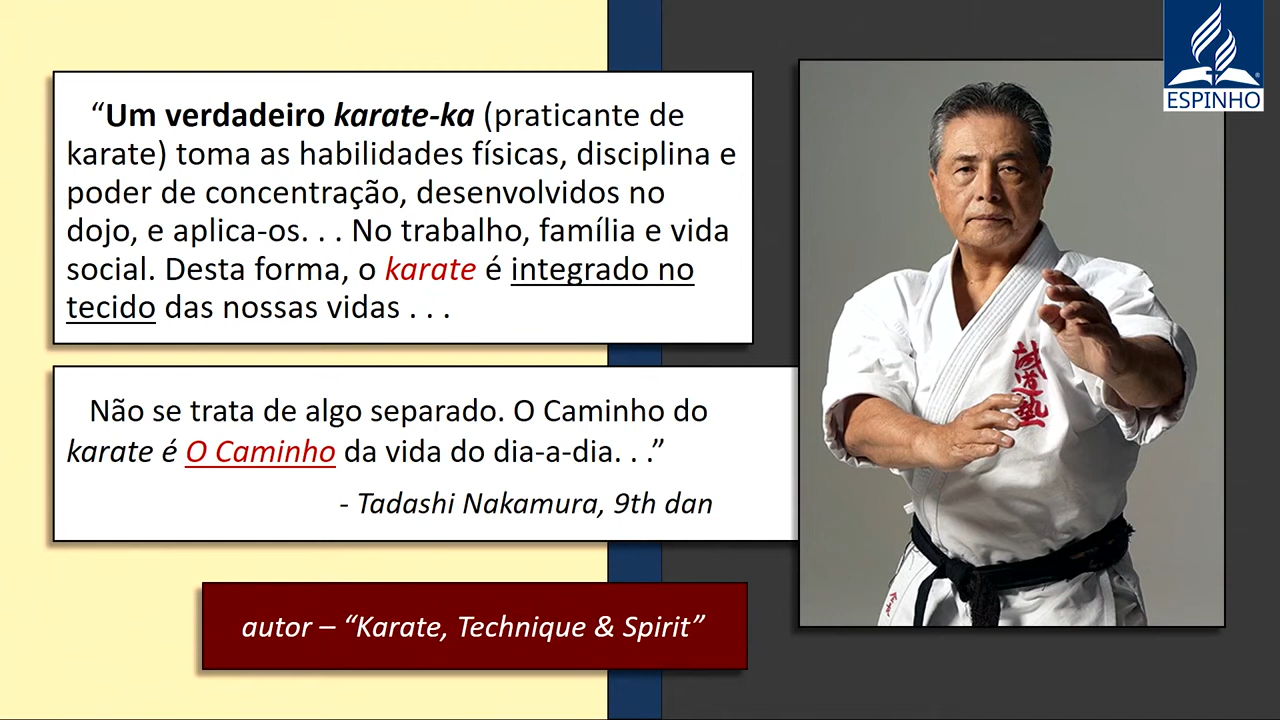 “Um verdadeiro karate-ka (praticante de
karate) toma as habilidades físicas, disciplina e
poder de concentração, desenvolvidos no
dojo, e aplica-os. . . No trabalho, família e vida
social. Desta forma, o karate é integrado no
tecido das nossas vidas . . .
Não se trata de algo separado. O Caminho do
karate é O Caminho da vida do dia-a-dia. . .”
- Tadashi Nakamura, 9th dan
autor – “Karate, Technique & Spirit”
ESPINHO
誠道塾